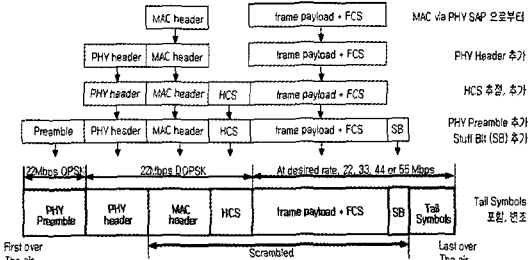 MAC header frame payload + FCS MAC via PHY SAP 으로부터
PHY header MAC header frame payload + FCS PHY Header 추가
PHY header MAC header HCS frame payload + FCS HCS 추정, 추가
Preamble PHY header MAC header HCS frame payload + FCS SB PHY Preamble 추가
Stuff Bit (SB) 추가
22Mbps QPSK 22Mbps DQPSK At desired rate, 22, 33, 44 or 55 Mbps
PHY Preamble PHY header MAC header HCS frame payload + FCS SB Tail Symbols Tail Symbols
포함, 변조
First over Scrambled Last over
The air The air